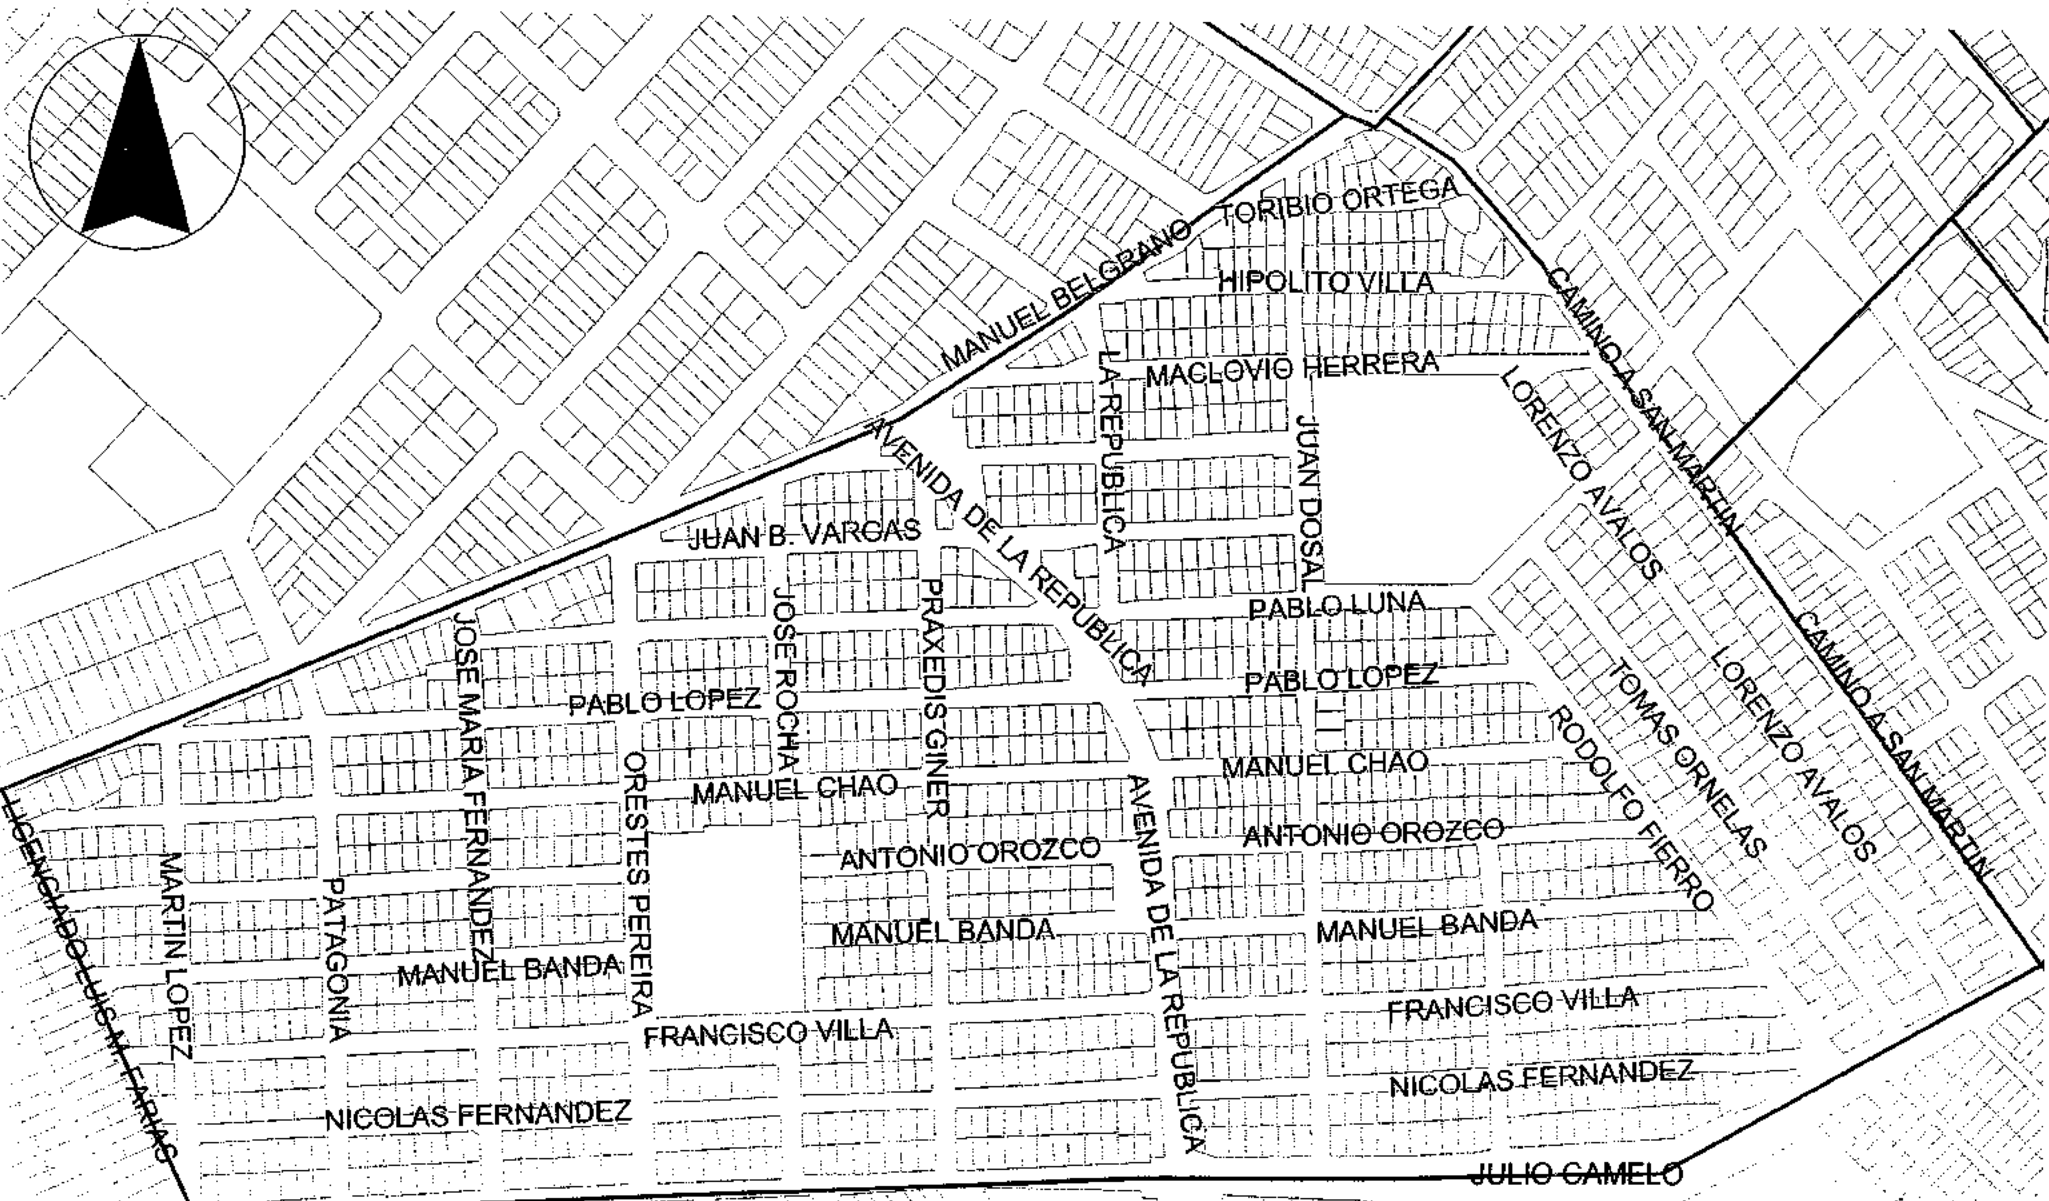 TORIBIO ORTEGA
MANUEL BELGRANO
HIPOLITO VILLA
CAMINO A SAN MARTIN
MACLOVIO HERRERA
LA REPUBLICA
LORENZO AVALOS
JUAN DOSAL
AVENIDA DE LA REPUBLICA
JUAN B. VARGAS
PABLO LUNA
JOSE ROCHA
PRAXEDIS GINER
JOSE MARIA FERNANDEZ
CAMINO A SAN MARTIN
LORENZO AVALOS
TOMAS ORNELAS
PABLO LOPEZ
PABLO LOPEZ
RODOLFO FIERRO
ORESTES PEREIRA
MANUEL CHAO
MANUEL CHAO
AVENIDA DE LA REPUBLICA
LICENCIADO LUIS M. FARIAS
ANTONIO OROZCO
ANTONIO OROZCO
MARTIN LOPEZ
PATAGONIA
MANUEL BANDA
MANUEL BANDA
MANUEL BANDA
FRANCISCO VILLA
FRANCISCO VILLA
NICOLAS FERNANDEZ
NICOLAS FERNANDEZ
JULIO CAMELO